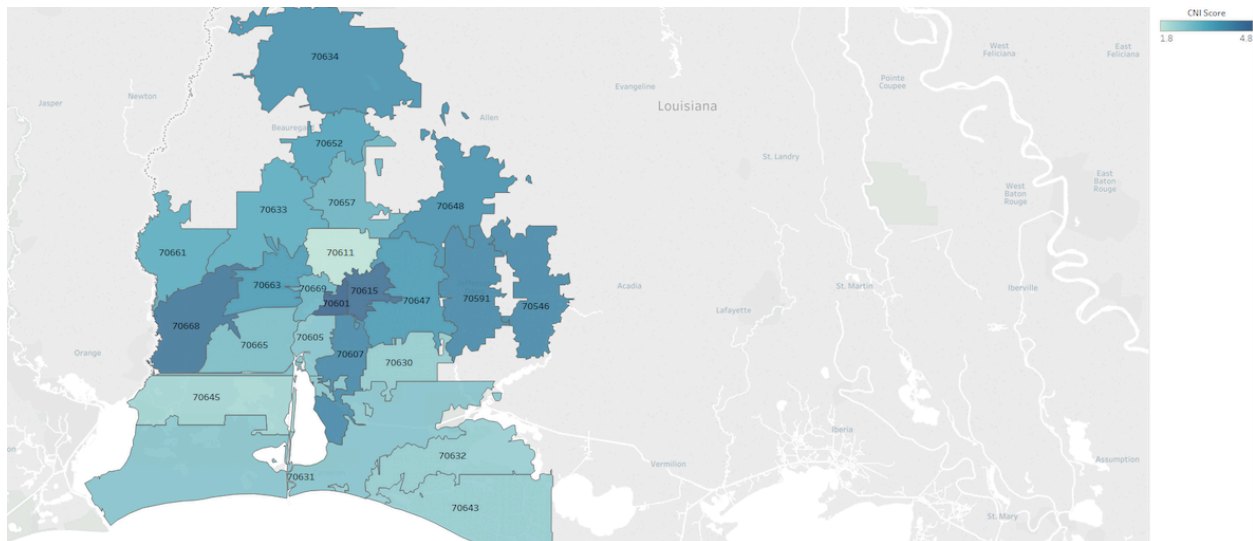 CNI Score
1.8 4.8
West
Feliciana
East
Feliciana
70634
Jasper
Newton
Evangeline
Louisiana
Pointe
Coupee
Allen
70652
St. Landry
East
Baton
Rouge
West
Baton
Rouge
70657
70633
70648
70661
70611
70663
70669
70615
70601
70647
70591
70546
Acadia
St. Martin
Iberville
70668
Lafayette
70605
70665
70607
70630
Orange
70645
Iberia
70632
Vermilion
Assumption
70631
70643
St. Mary